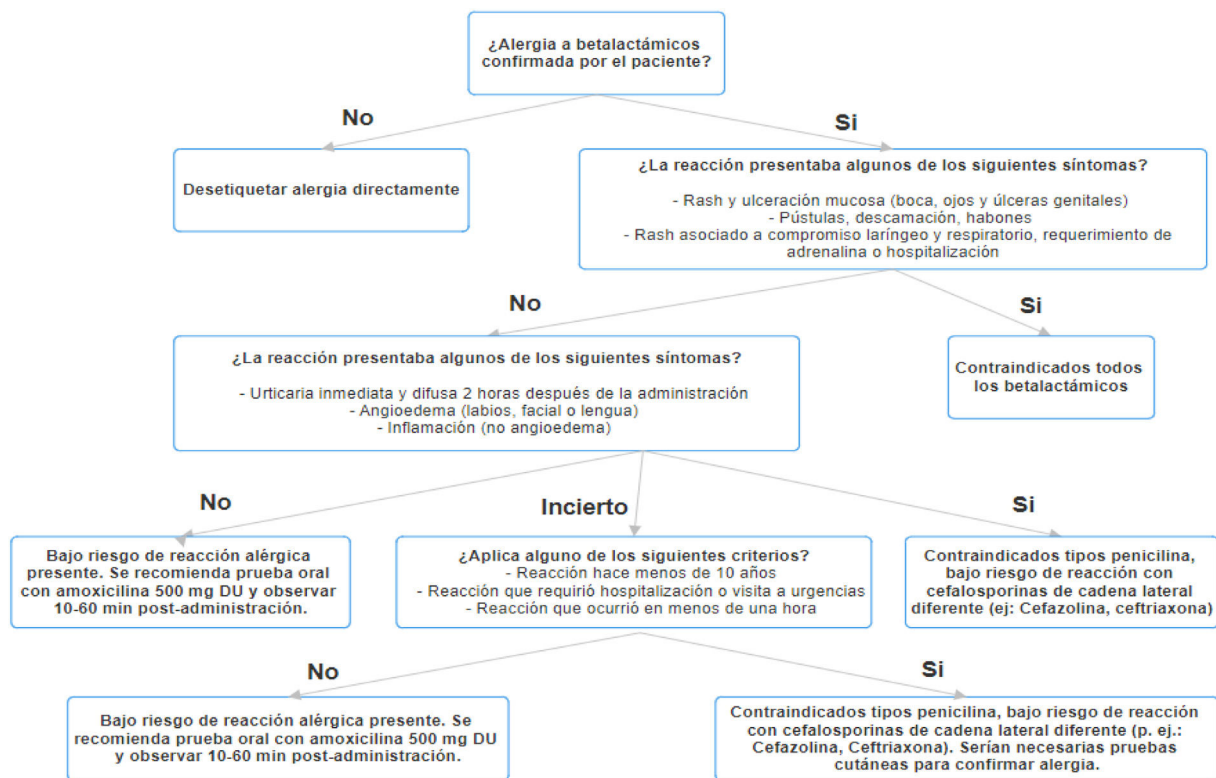 ¿Alergia a betalactámicos
confirmada por el paciente?
No
Si
Desetiquetar alergia directamente
¿La reacción presentaba algunos de los siguientes síntomas?
- Rash y ulceración mucosa (boca, ojos y úlceras genitales)
- Pústulas, descamación, habones
- Rash asociado a compromiso laríngeo y respiratorio, requerimiento de
adrenalina o hospitalización
No
Si
¿La reacción presentaba algunos de los siguientes síntomas?
- Urticaria inmediata y difusa 2 horas después de la administración
- Angioedema (labios, facial o lengua)
- Inflamación (no angioedema)
Contraindicados todos
los betalactámicos
No
Incierto
Si
Bajo riesgo de reacción alérgica
presente. Se recomienda prueba oral
con amoxicilina 500 mg DU y observar
10-60 min post-administración.
¿Aplica alguno de los siguientes criterios?
- Reacción hace menos de 10 años
- Reacción que requirió hospitalización o visita a urgencias
- Reacción que ocurrió en menos de una hora
Contraindicados tipos penicilina,
bajo riesgo de reacción con
cefalosporinas de cadena lateral
diferente (ej: Cefazolina, ceftriaxona)
No
Si
Bajo riesgo de reacción alérgica presente. Se
recomienda prueba oral con amoxicilina 500 mg DU
y observar 10-60 min post-administración.
Contraindicados tipos penicilina, bajo riesgo de reacción
con cefalosporinas de cadena lateral diferente (p. ej.:
Cefazolina, Ceftriaxona). Serían necesarias pruebas
cutáneas para confirmar alergia.